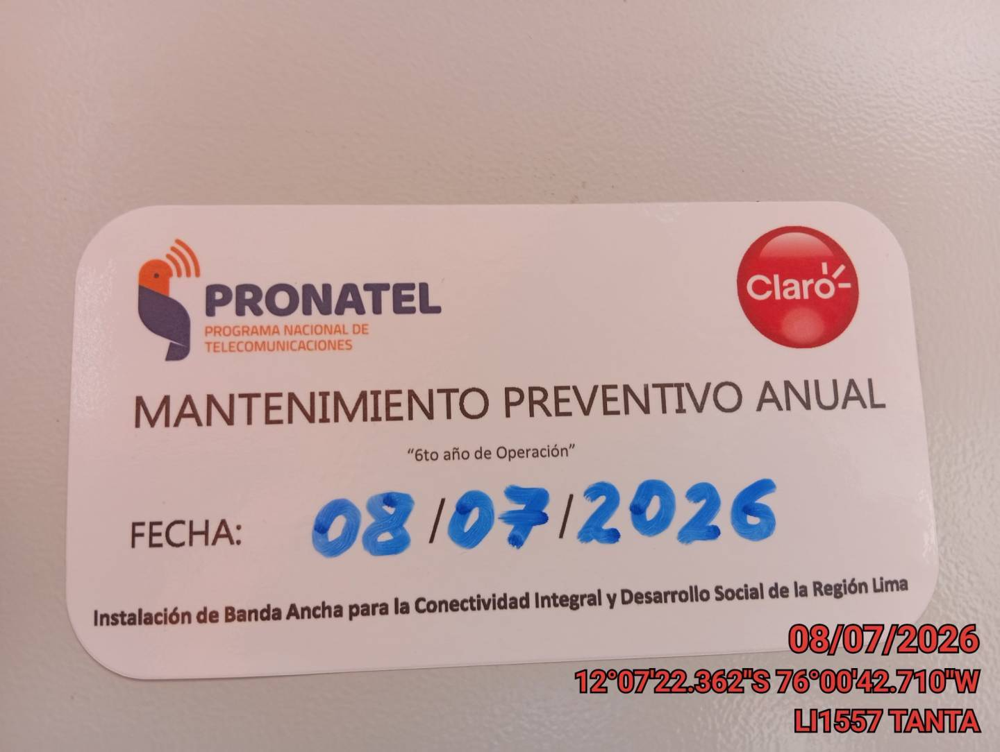 PRONATEL
PROGRAMA NACIONAL DE
TELECOMUNICACIONES
Claro
MANTENIMIENTO PREVENTIVO ANUAL
“6to año de Operación”
FECHA: 08/07/2026
Instalación de Banda Ancha para la Conectividad Integral y Desarrollo Social de la Región Lima
08/07/2026
12°07'22.362"S 76°00'42.710"W
LI1557 TANTA